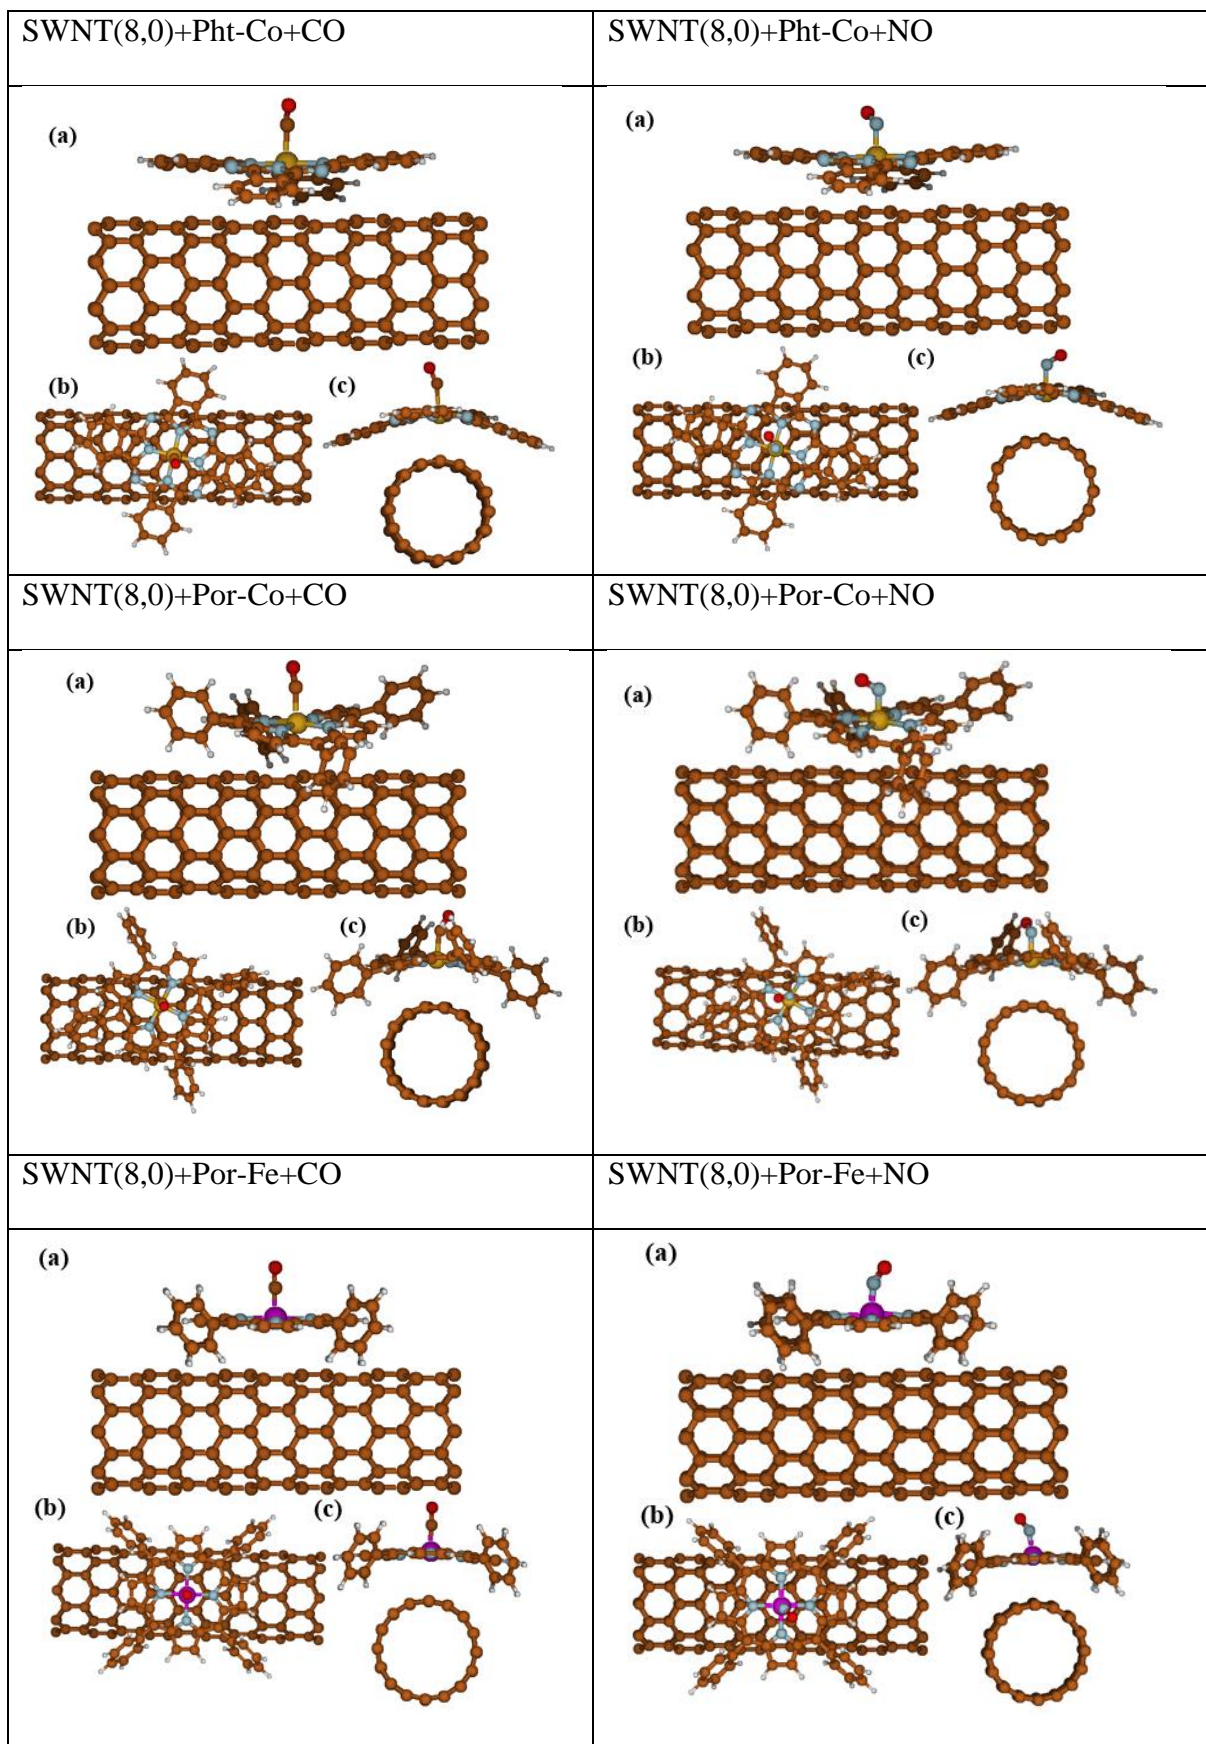 SWNT(8,0)+Pht-Co+CO
SWNT(8,0)+Pht-Co+NO
(a)
(b)
(c)
(a)
(b)
(c)
SWNT(8,0)+Por-Co+CO
SWNT(8,0)+Por-Co+NO
(a)
(b)
(c)
(a)
(b)
(c)
SWNT(8,0)+Por-Fe+CO
SWNT(8,0)+Por-Fe+NO
(a)
(b)
(c)
(a)
(b)
(c)